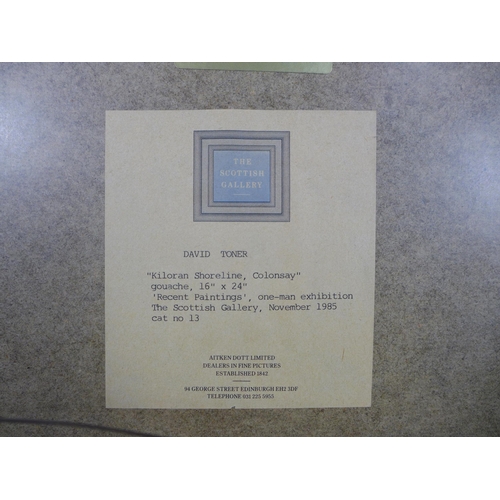 THE
SCOTTISH
GALLERY
DAVID TONER
"Kiloran Shoreline, Colonsay"
gouache, 16" x 24"
'Recent Paintings', one-man exhibition
The Scottish Gallery, November 1985
cat no 13
AITKEN DOTT LIMITED
DEALERS IN FINE PICTURES
ESTABLISHED 1842
94 GEORGE STREET EDINBURGH EH2 3DF
TELEPHONE 031 225 5955